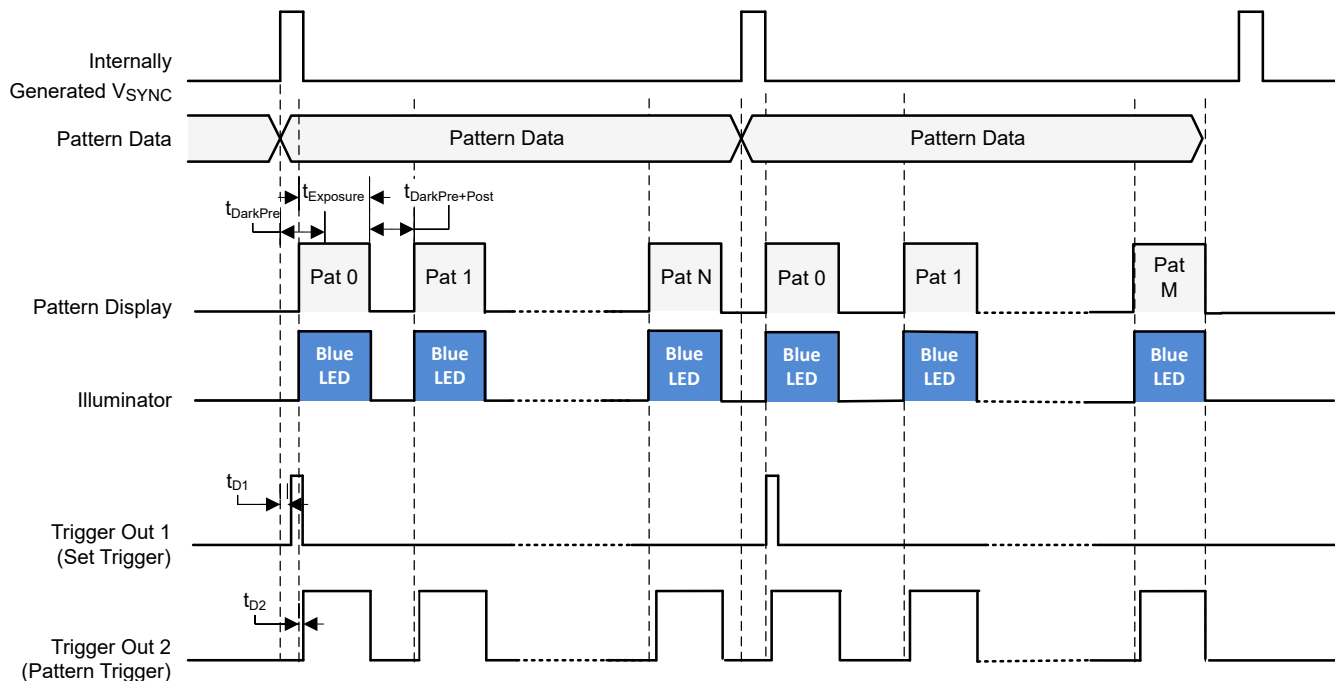 Internally
Generated VSYNC
Pattern Data
Pattern Data
Pattern Data
tExposure
tDarkPre+Post
tDarkPre
Pattern Display
Pat 0
Pat 1
Pat N
Pat 0
Pat 1
Pat
M
Illuminator
Blue
LED
Blue
LED
Blue
LED
Blue
LED
Blue
LED
Blue
LED
tD1
Trigger Out 1
(Set Trigger)
tD2
Trigger Out 2
(Pattern Trigger)